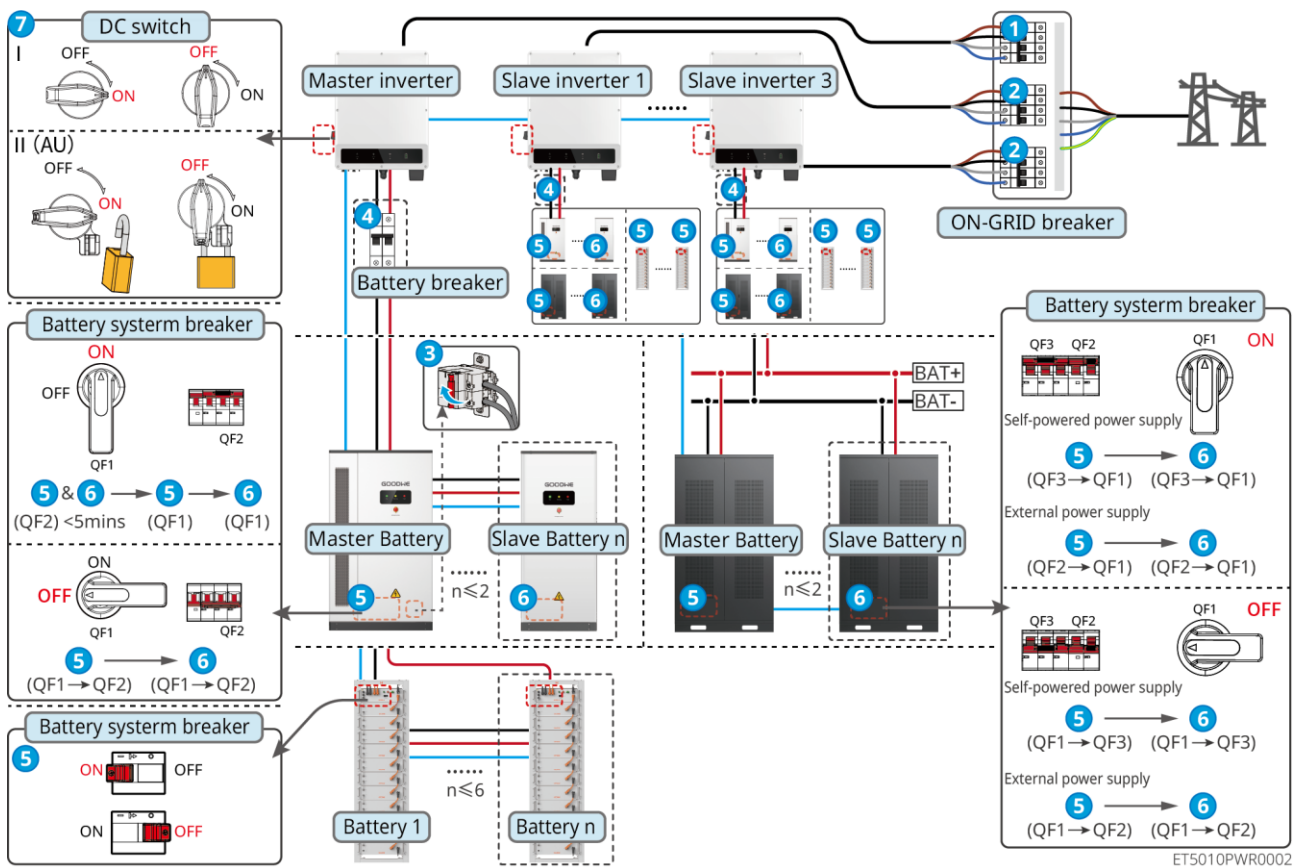 7
DC switch
I
OFF
ON
OFF
ON
II (AU)
OFF
ON
OFF
ON
Master inverter
Slave inverter 1
......
Slave inverter 3
1
2
2
ON-GRID breaker
4
Battery breaker
4
5
......
6
5
......
5
5
......
6
4
5
......
6
5
......
5
5
......
6
Battery systerm breaker
ON
OFF
QF1
QF2
5 & 6 → 5 → 6
(QF2) <5mins (QF1) (QF1)
ON
OFF
QF1
QF2
5 → 6
(QF1→QF2) (QF1→QF2)
3
GOODWE
GOODWE
Master Battery
Slave Battery n
5
......
n≤2
6
BAT+
BAT-
Master Battery
Slave Battery n
5
......
n≤2
6
Battery systerm breaker
QF3 QF2
QF1
ON
Self-powered power supply
5 → 6
(QF3→QF1) (QF3→QF1)
External power supply
5 → 6
(QF2→QF1) (QF2→QF1)
QF3 QF2
QF1
OFF
Self-powered power supply
5 → 6
(QF1→QF3) (QF1→QF3)
External power supply
5 → 6
(QF1→QF2) (QF1→QF2)
Battery systerm breaker
5
ON
OFF
ON
OFF
......
n≤6
Battery 1
Battery n
ET5010PWR0002